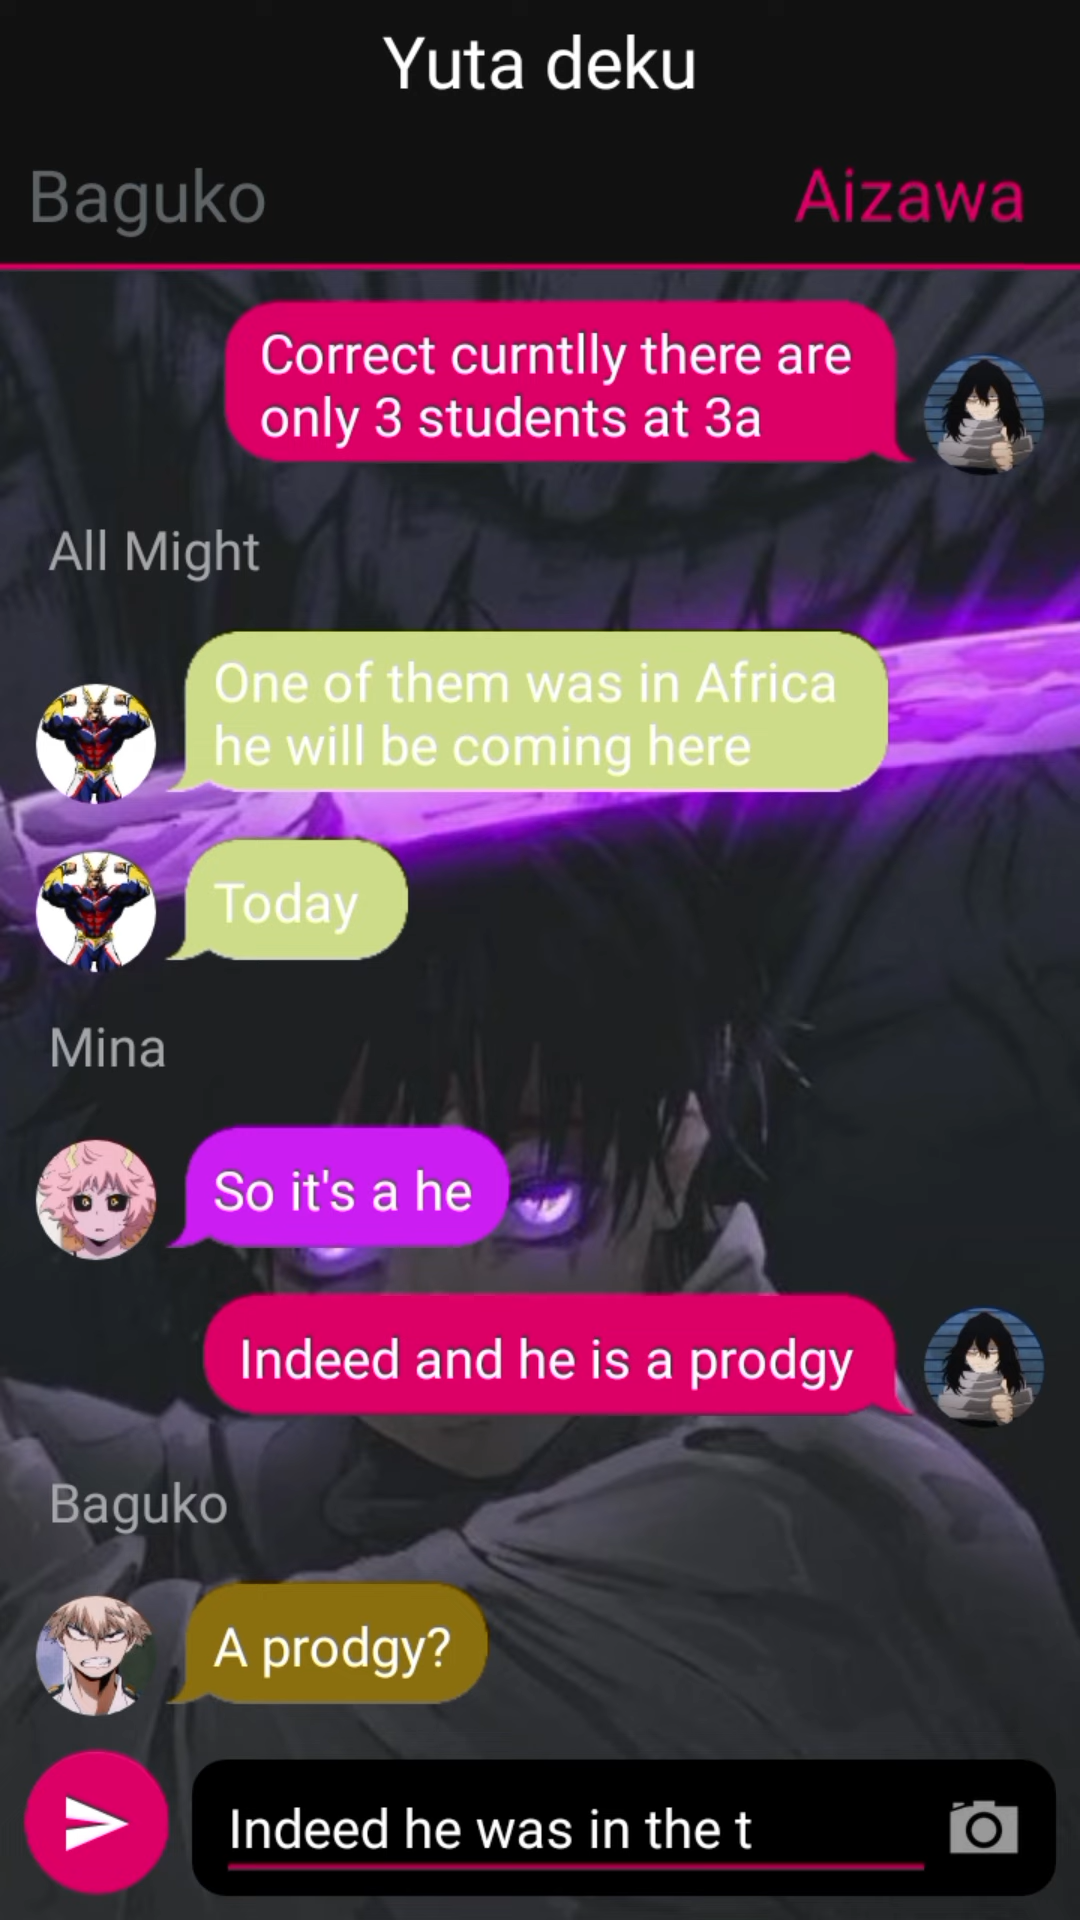 Yuta deku
Baguko
Aizawa
Correct curntlly there are
only 3 students at 3a
All Might
One of them was in Africa
he will be coming here
Today
Mina
So it's a he
Indeed and he is a prodgy
Baguko
A prodgy?
Indeed he was in the t